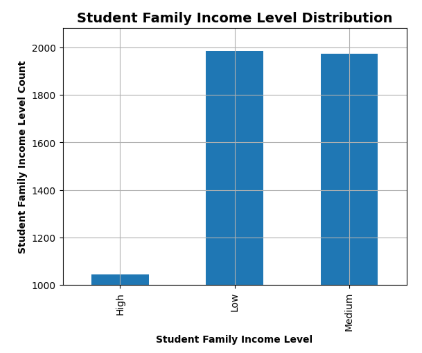 Student Family Income Level Distribution
Student Family Income Level Count
2000
1800
1600
1400
1200
1000
High
Low
Medium
Student Family Income Level